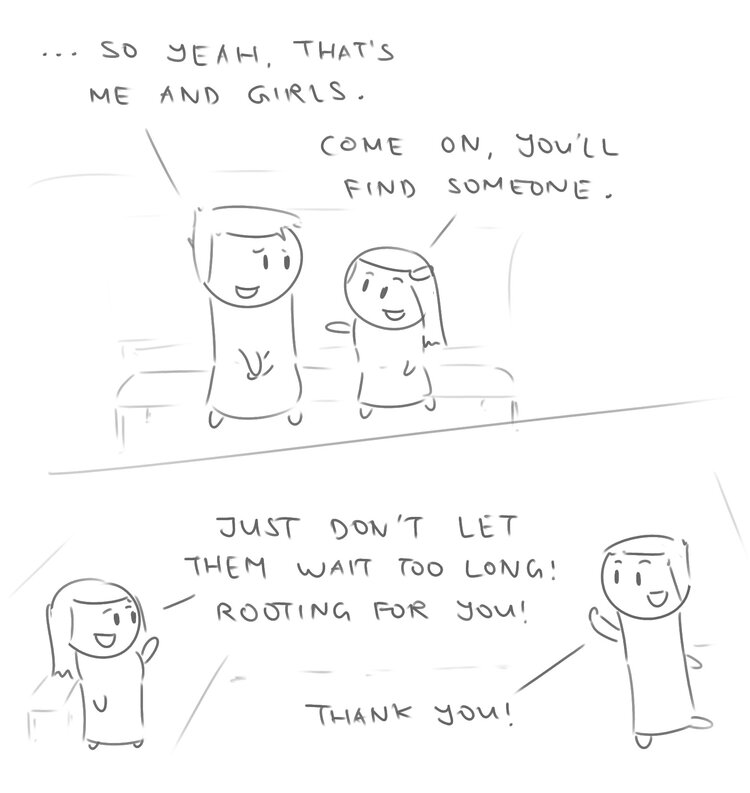 ... SO YEAH, THAT'S
ME AND GIRLS.
COME ON, YOU'LL
FIND SOMEONE.
JUST DON'T LET
THEM WAIT TOO LONG!
ROOTING FOR YOU!
THANK YOU!